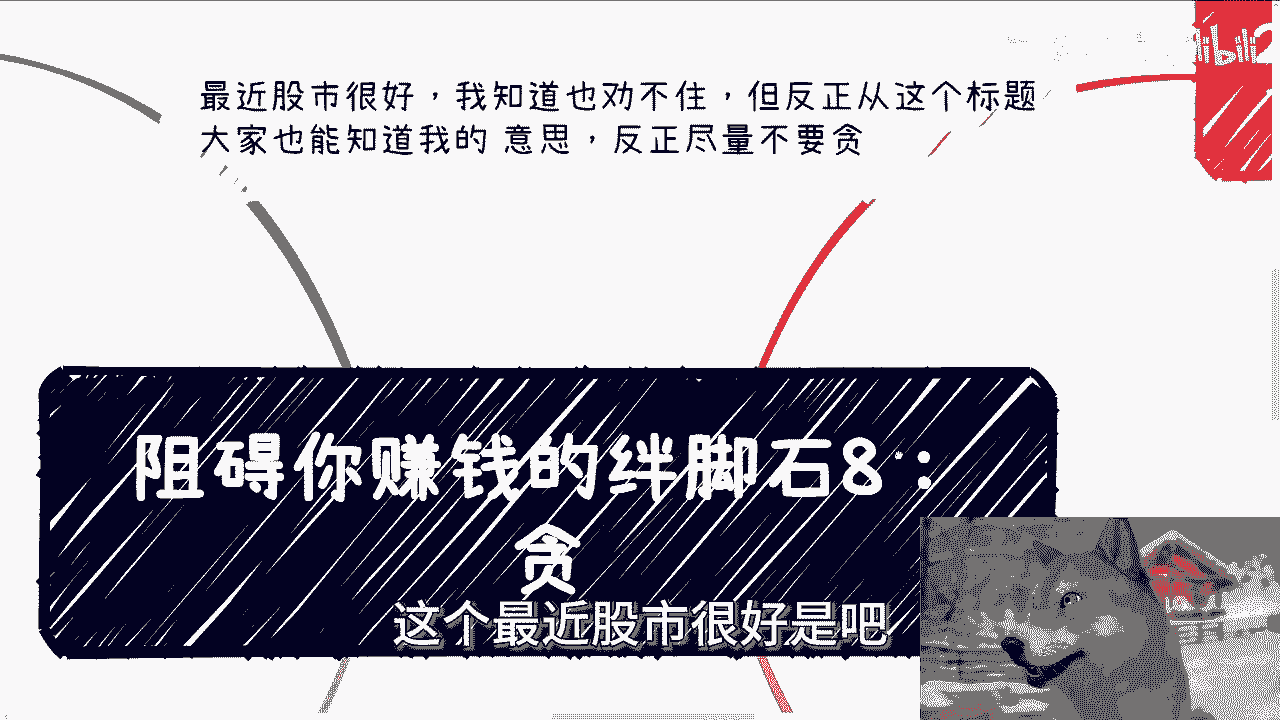 最近股市很好，我知道也劝不住，但反正从这个标题
大家也能知道我的 意思，反正尽量不要贪
阻碍你赚钱的绊脚石8：
贪
这个最近股市很好是吧